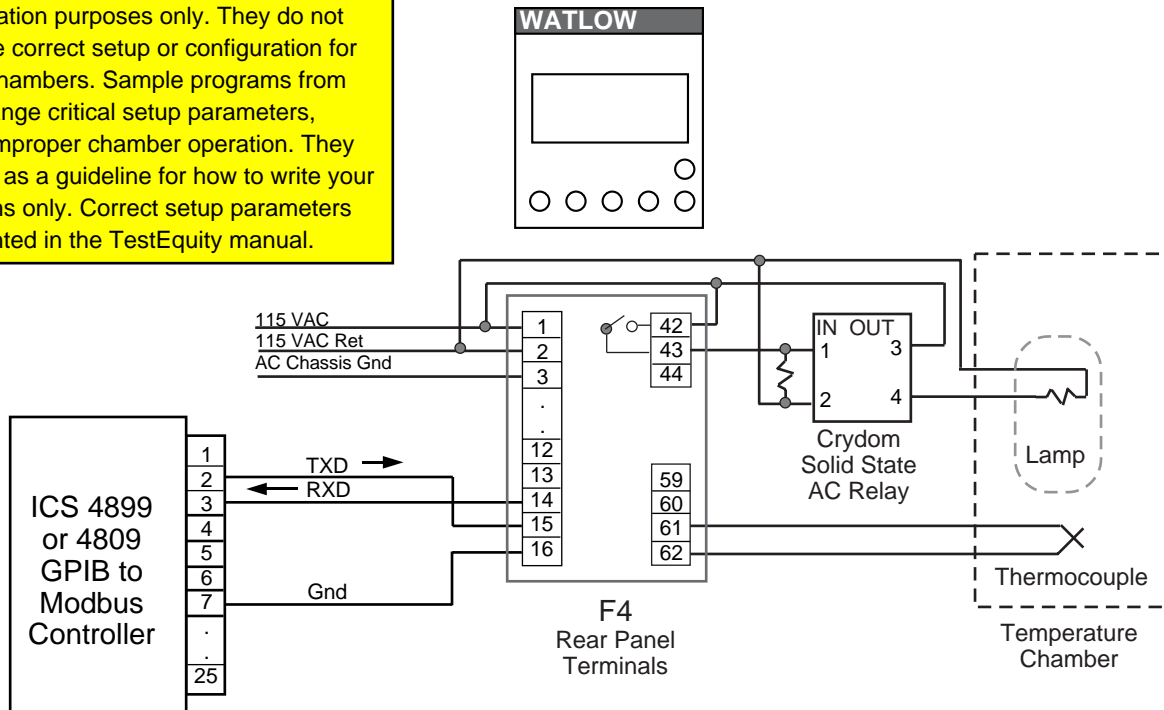 ation purposes only. They do not
e correct setup or configuration for
hambers. Sample programs from
nge critical setup parameters,
mproper chamber operation. They
as a guideline for how to write your
ns only. Correct setup parameters
nted in the TestEquity manual.
WATLOW
115 VAC
115 VAC Ret
AC Chassis Gnd
1
2
3
.
.
12
13
14
15
16
42
43
44
59
60
61
62
IN OUT
1
3
2
4
Crydom
Solid State
AC Relay
Lamp
Thermocouple
Temperature
Chamber
F4
Rear Panel
Terminals
TXD
RXD
Gnd
ICS 4899
or 4809
GPIB to
Modbus
Controller
1
2
3
4
5
6
7
.
.
25